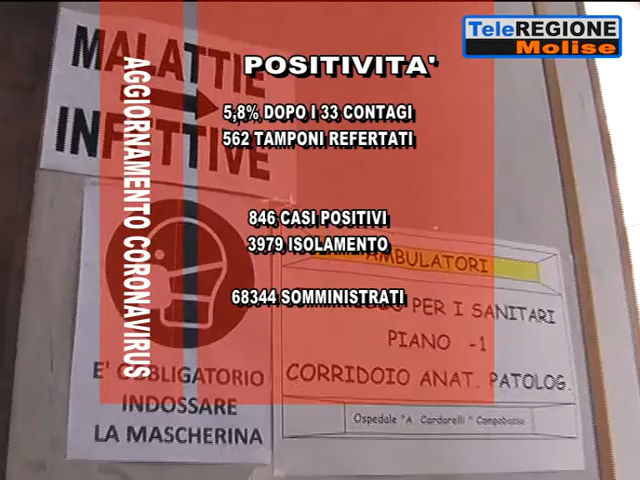 TeleREGIONE
Molise
MALATTIE
INFETTIVE
POSITIVITA'
5,8% DOPO I 33 CONTAGI
562 TAMPONI REFERTATI
846 CASI POSITIVI
3979 ISOLAMENTO
68344 SOMMINISTRATI
AGGIORNAMENTO CORONAVIRUS
E' OBBLIGATORIO
INDOSSARE
LA MASCHERINA
AMBULATORI
PER I SANITARI
PIANO -1
CORRIDOIO ANAT. PATOLOG.
Ospedale "A. Cardarelli" Campobasso